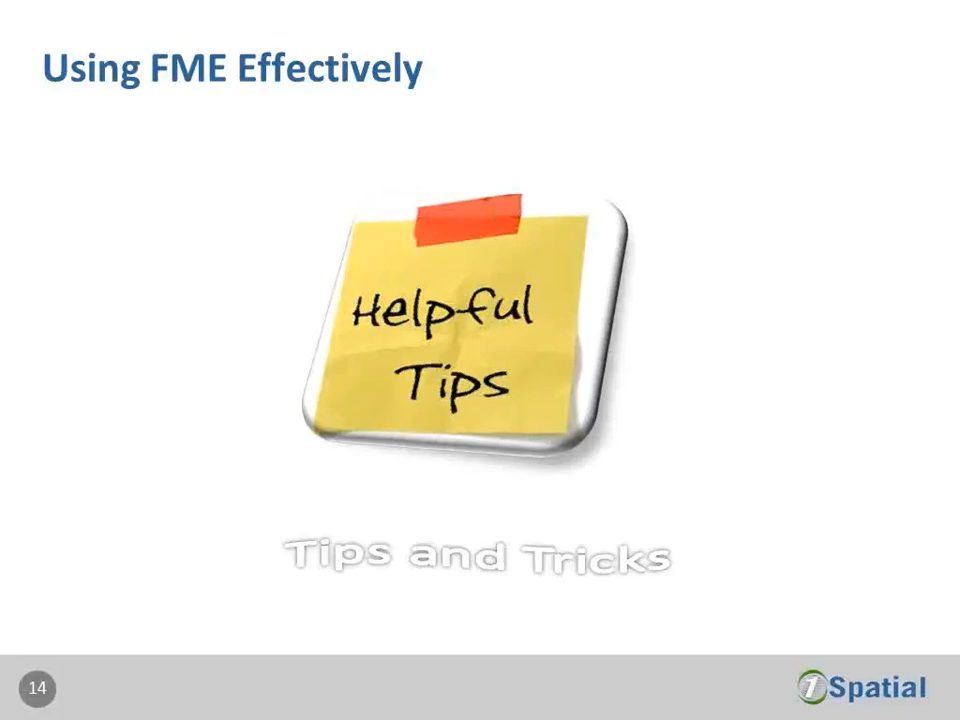 Using FME Effectively
Helpful
Tips
Tips and Tricks
14
1Spatial